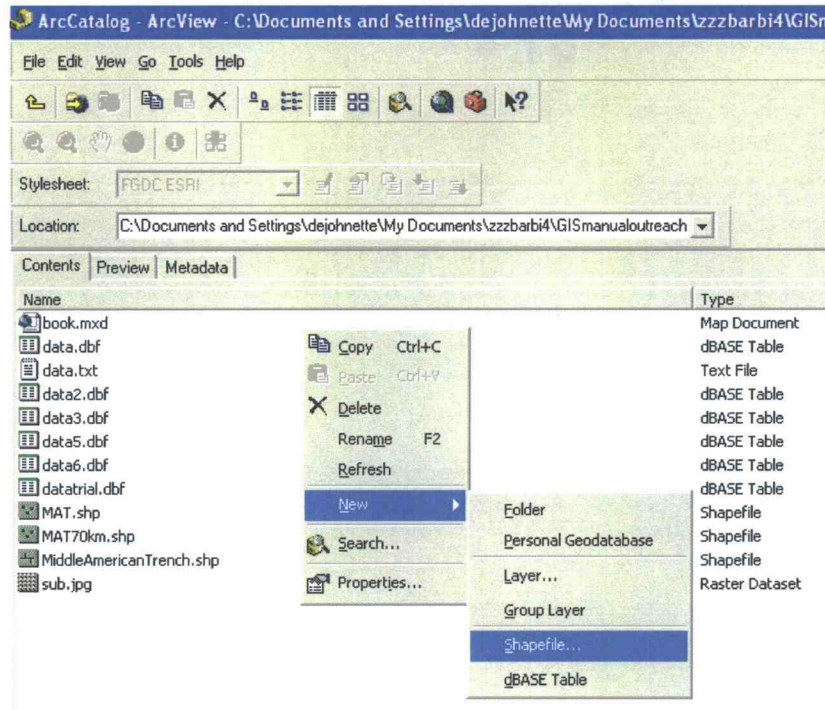 ArcCatalog - ArcView - C:\Documents and Settings\dejohnette\My Documents\zzzbarbi4\GISm
File Edit View Go Tools Help
Stylesheet: FGDC ESRI
Location: C:\Documents and Settings\dejohnette\My Documents\zzzbarbi4\GISmanualoutreach
Contents Preview Metadata
Name Type
book.mxd Map Document
data.dbf dBASE Table
data.txt Text File
data2.dbf dBASE Table
data3.dbf dBASE Table
data5.dbf dBASE Table
data6.dbf dBASE Table
datatrial.dbf dBASE Table
MAT.shp Shapefile
MAT70km.shp Shapefile
MiddleAmericanTrench.shp Shapefile
sub.jpg Raster Dataset
Copy Ctrl+C
Paste Ctrl+V
Delete
Rename F2
Refresh
New
Search...
Properties...
Folder
Personal Geodatabase
Layer...
Group Layer
Shapefile...
dBASE Table